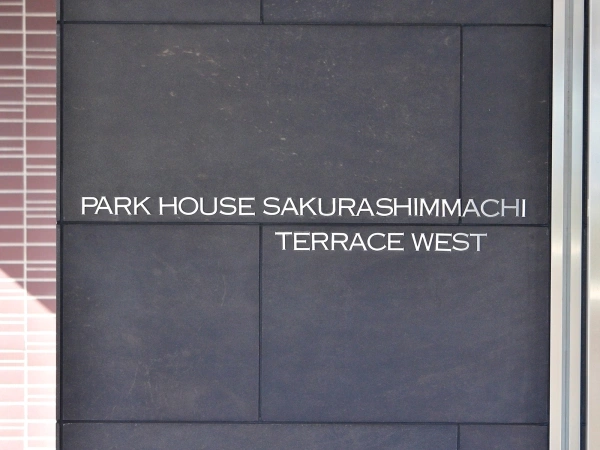 PARK HOUSE SAKURASHIMMACHI
TERRACE WEST